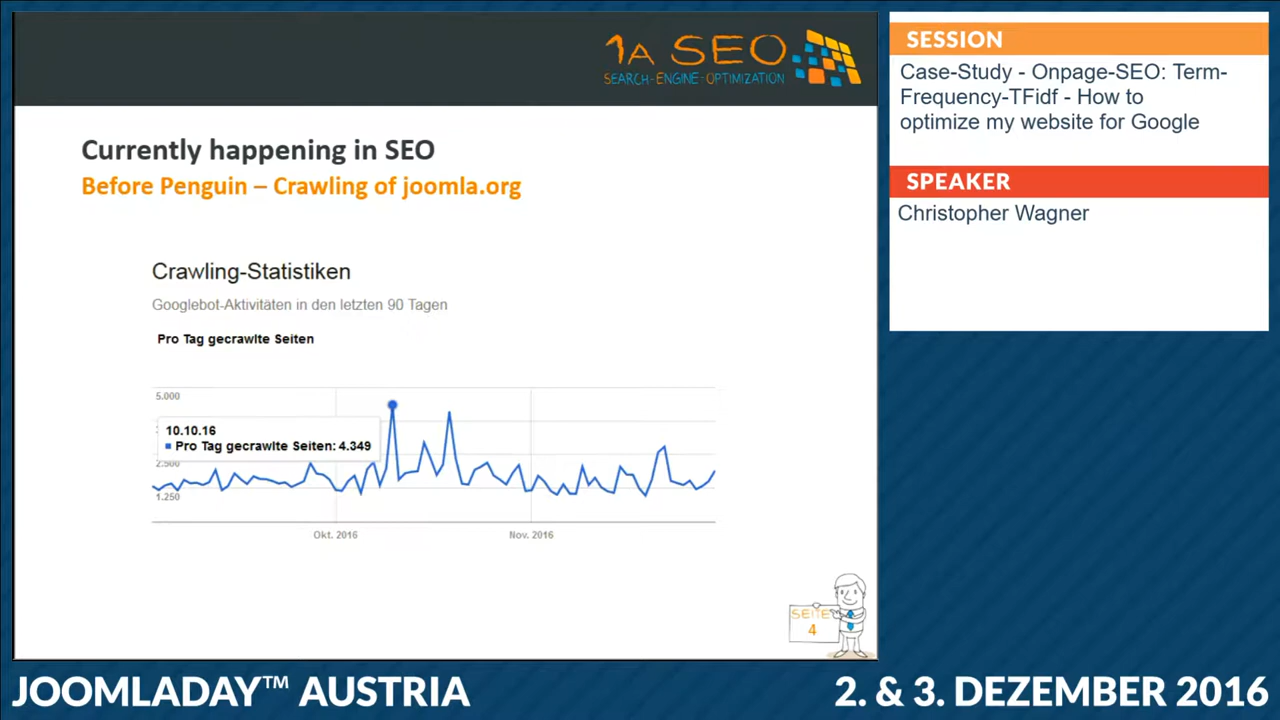 1A SEO
SEARCH-ENGINE-OPTIMIZATION
Currently happening in SEO
Before Penguin – Crawling of joomla.org
Crawling-Statistiken
Googlebot-Aktivitäten in den letzten 90 Tagen
Pro Tag gecrawlte Seiten
5.000
10.10.16
Pro Tag gecrawlte Seiten: 4.349
2.500
1.250
Okt. 2016
Nov. 2016
SEITE
4
SESSION
Case-Study - Onpage-SEO: Term-
Frequency-TFidf - How to
optimize my website for Google
SPEAKER
Christopher Wagner
JOOMLADAY™ AUSTRIA
2. & 3. DEZEMBER 2016